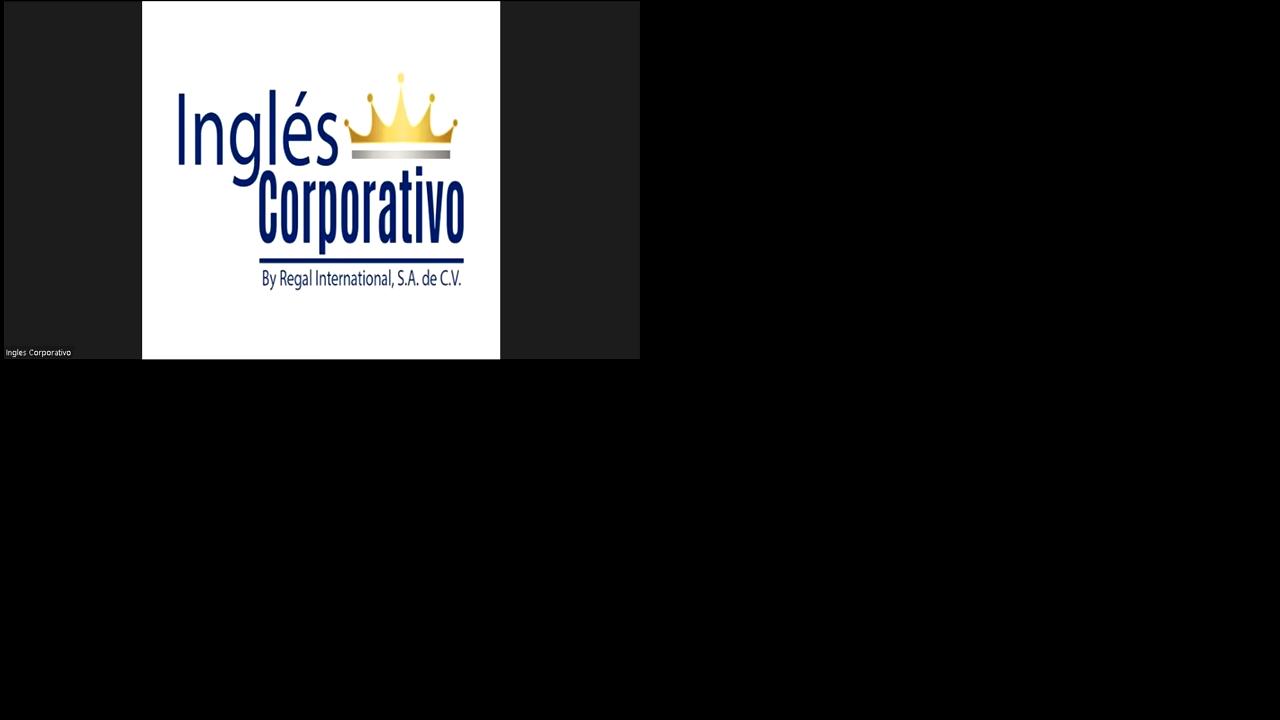 Inglés
Corporativo
By Regal International, S.A. de C.V.
Ingles Corporativo